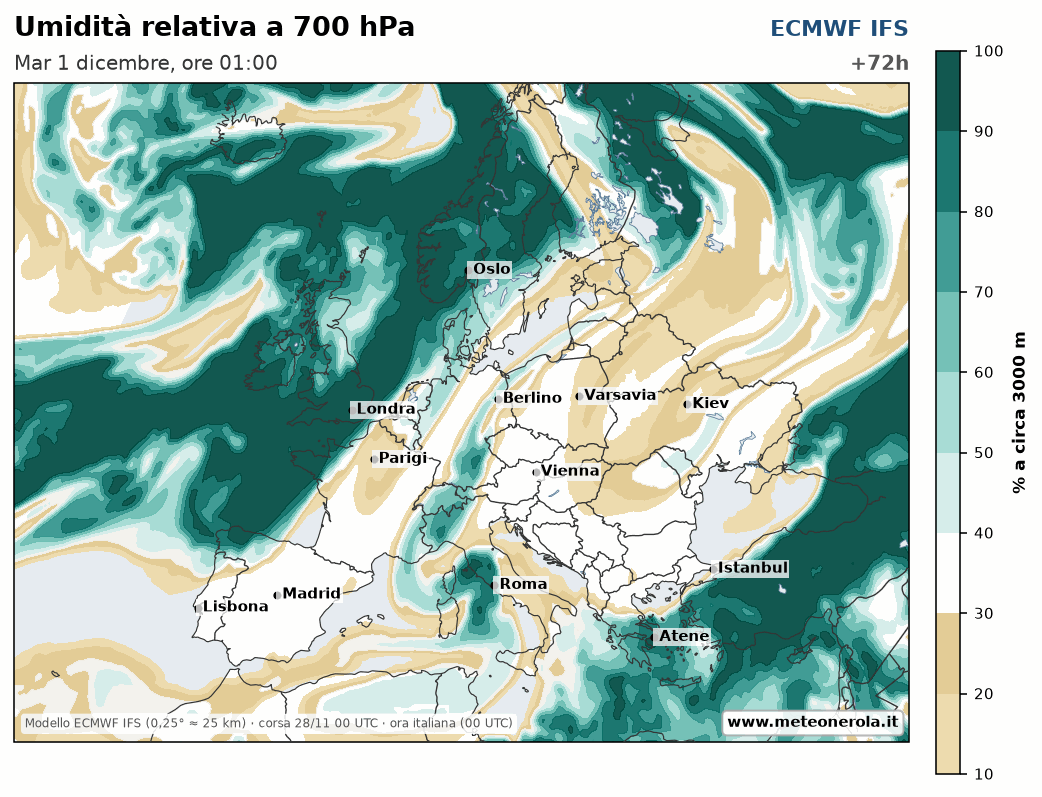 Umidità relativa a 700 hPa
ECMWF IFS
Mar 1 dicembre, ore 01:00
+72h
100
90
80
70
60
50
40
30
20
10
% a circa 3000 m
Oslo
Londra
Berlino
Varsavia
Kiev
Parigi
Vienna
Istanbul
Roma
Madrid
Lisbona
Atene
Modello ECMWF IFS (0,25° ≈ 25 km) · corsa 28/11 00 UTC · ora italiana (00 UTC)
www.meteonerola.it